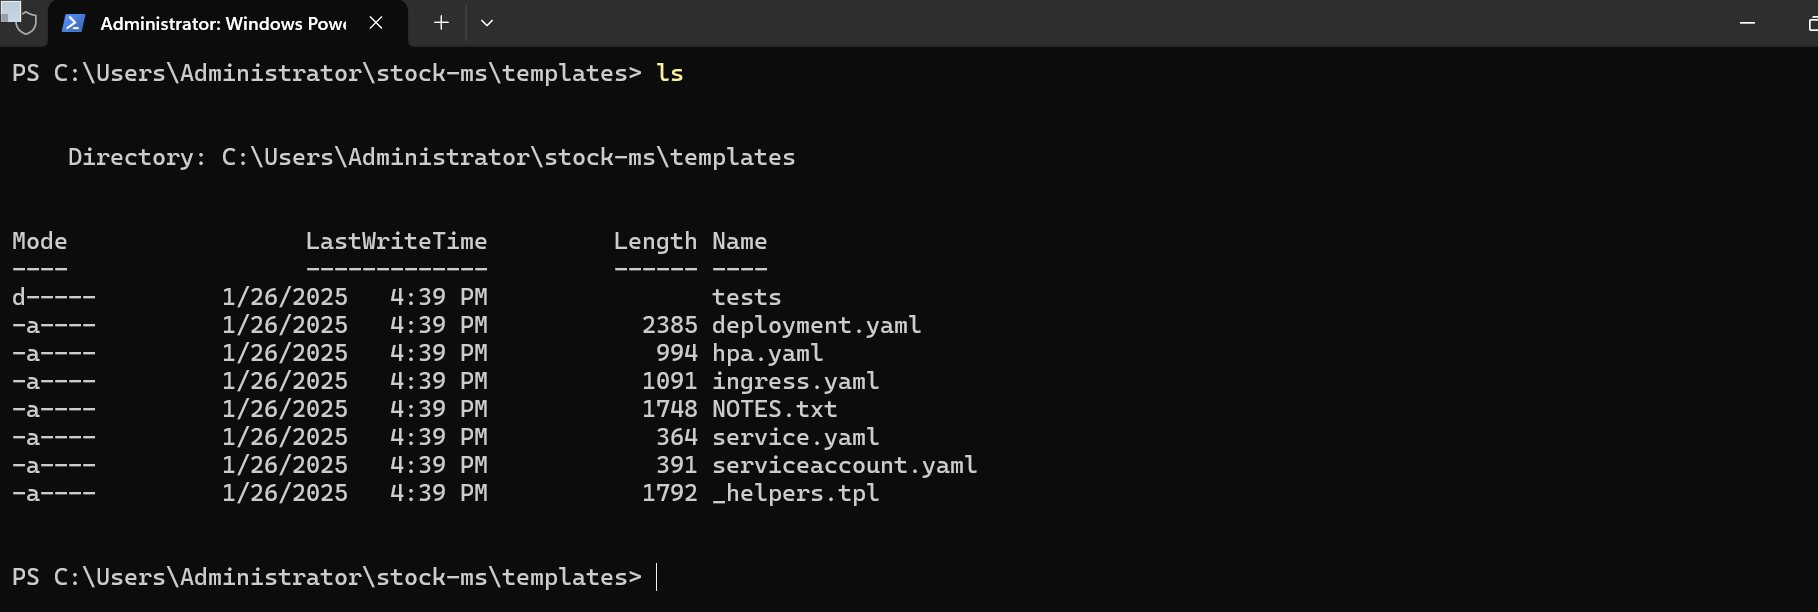 Administrator: Windows Powe
PS C:\Users\Administrator\stock-ms\templates> ls
Directory: C:\Users\Administrator\stock-ms\templates
Mode LastWriteTime Length Name
---- ------------- ------ ----
d----- 1/26/2025 4:39 PM tests
-a---- 1/26/2025 4:39 PM 2385 deployment.yaml
-a---- 1/26/2025 4:39 PM 994 hpa.yaml
-a---- 1/26/2025 4:39 PM 1091 ingress.yaml
-a---- 1/26/2025 4:39 PM 1748 NOTES.txt
-a---- 1/26/2025 4:39 PM 364 service.yaml
-a---- 1/26/2025 4:39 PM 391 serviceaccount.yaml
-a---- 1/26/2025 4:39 PM 1792 _helpers.tpl
PS C:\Users\Administrator\stock-ms\templates>